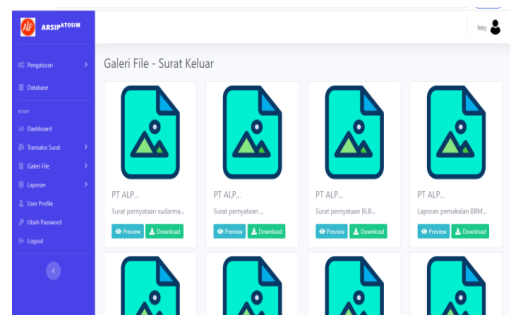 ARSIP ATOSIM
Pengaturan
Database
Dashboard
Transaksi Surat
Galeri File
Laporan
User Profile
Ubah Password
Logout
Galeri File - Surat Keluar
PT ALP...
Surat pernyataan sudarma...
Preview Download
PT ALP...
Surat pernyataan ...
Preview Download
PT ALP...
Surat pernyataan BLB...
Preview Download
PT ALP...
Laporan pemakaian BBM...
Preview Download